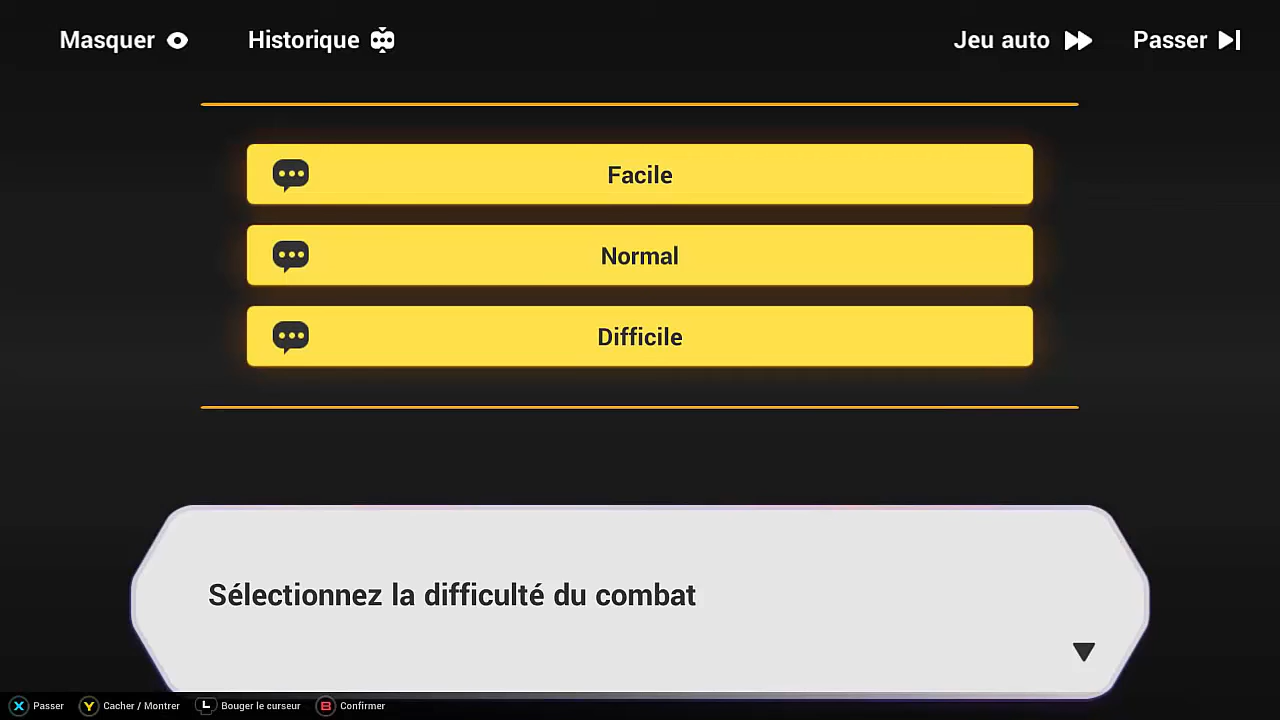 Masquer
Historique
Jeu auto
Passer
Facile
Normal
Difficile
Sélectionnez la difficulté du combat
X Passer
Y Cacher / Montrer
L Bouger le curseur
B Confirmer